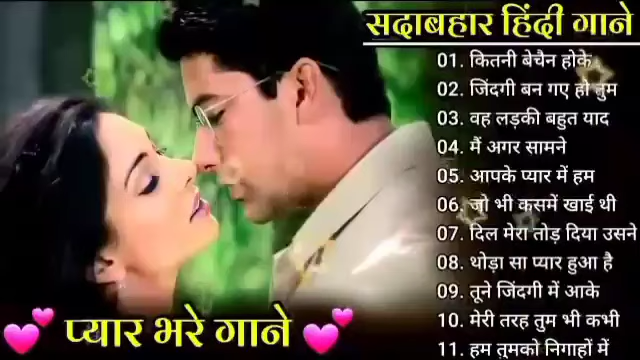 सदाबहार हिंदी गाने
01. कितनी बेचैन होके
02. जिंदगी बन गए हो तुम
03. वह लड़की बहुत याद
04. मैं अगर सामने
05. आपके प्यार में हम
06. जो भी कसमें खाई थी
07. दिल मेरा तोड़ दिया उसने
08. थोड़ा सा प्यार हुआ है
09. तूने जिंदगी में आके
10. मेरी तरह तुम भी कभी
11. हम तुमको निगाहों में
प्यार भरे गाने